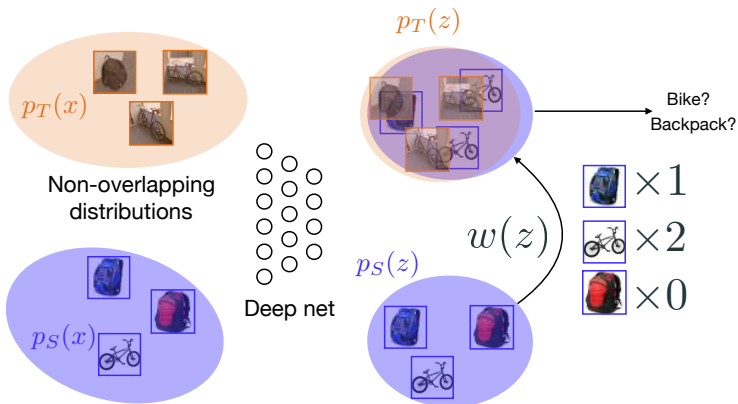 p_T(x)
Non-overlapping
distributions
p_S(x)
Deep net
p_T(z)
p_S(z)
w(z)
Bike?
Backpack?
×1
×2
×0